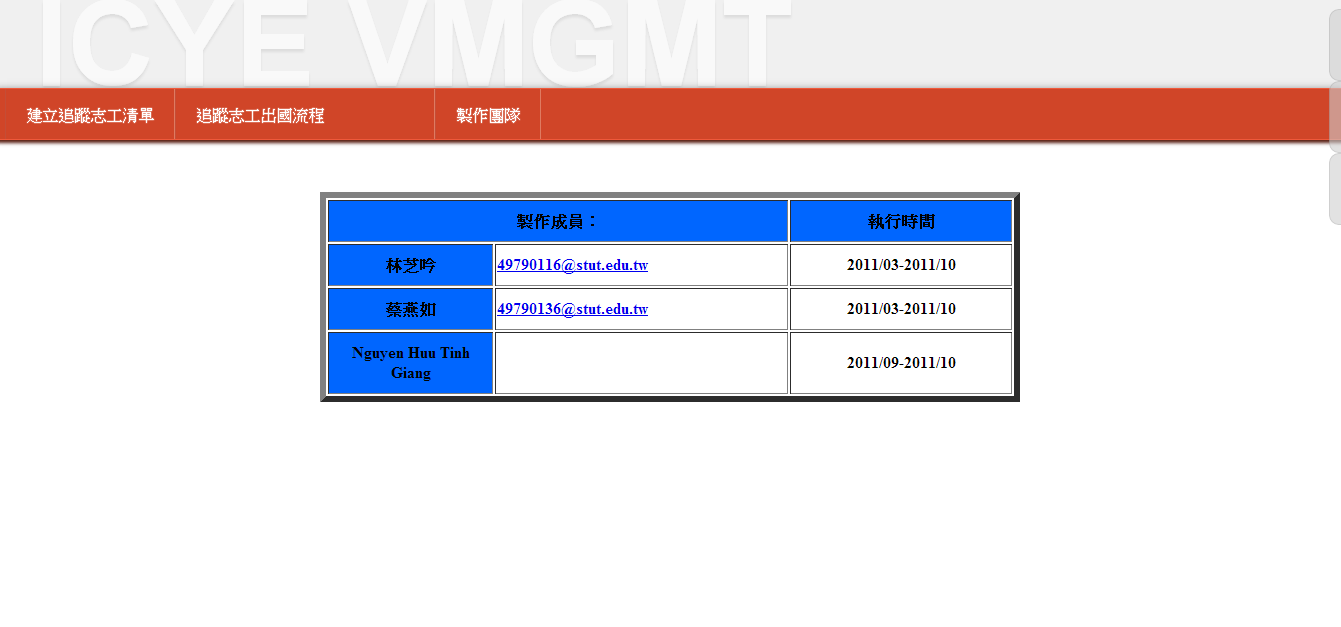 ICYE VMGMT
建立追蹤志工清單 追蹤志工出國流程 製作團隊
製作成員： 執行時間
林芝吟 49790116@stut.edu.tw 2011/03-2011/10
蔡燕如 49790136@stut.edu.tw 2011/03-2011/10
Nguyen Huu Tinh
Giang 2011/09-2011/10